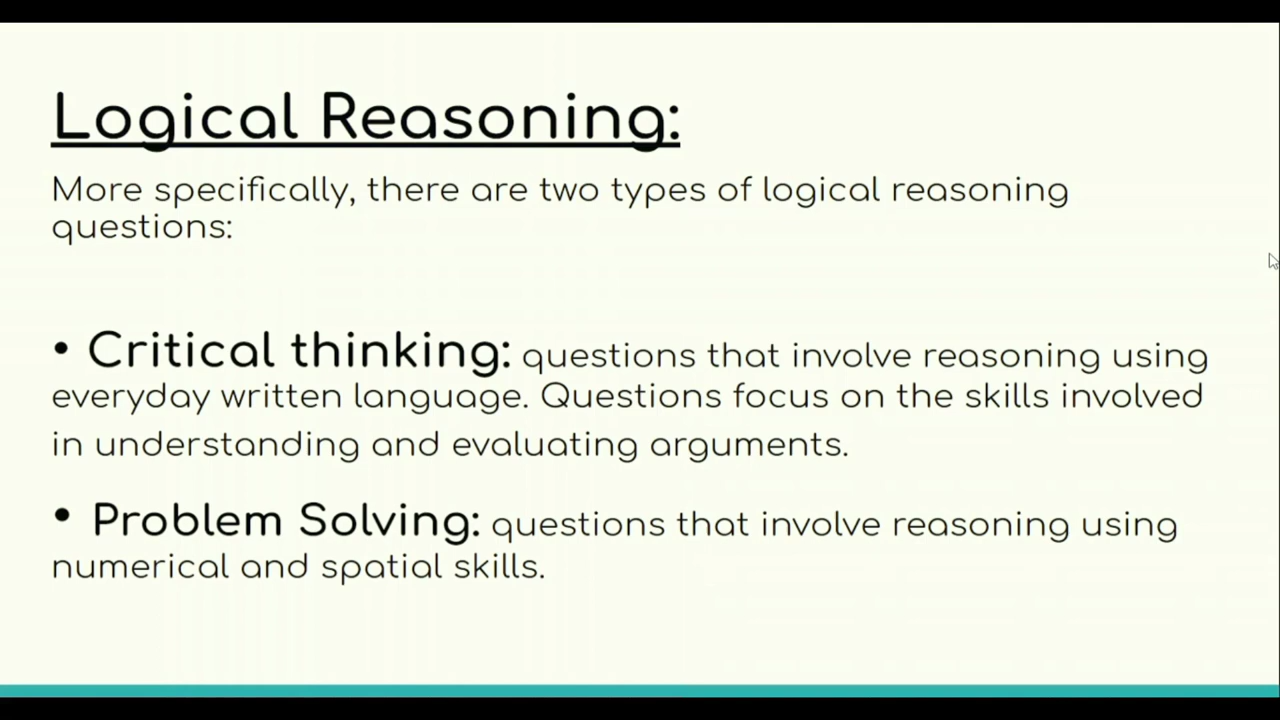 Logical Reasoning:
More specifically, there are two types of logical reasoning
questions:
• Critical thinking: questions that involve reasoning using
everyday written language. Questions focus on the skills involved
in understanding and evaluating arguments.
• Problem Solving: questions that involve reasoning using
numerical and spatial skills.